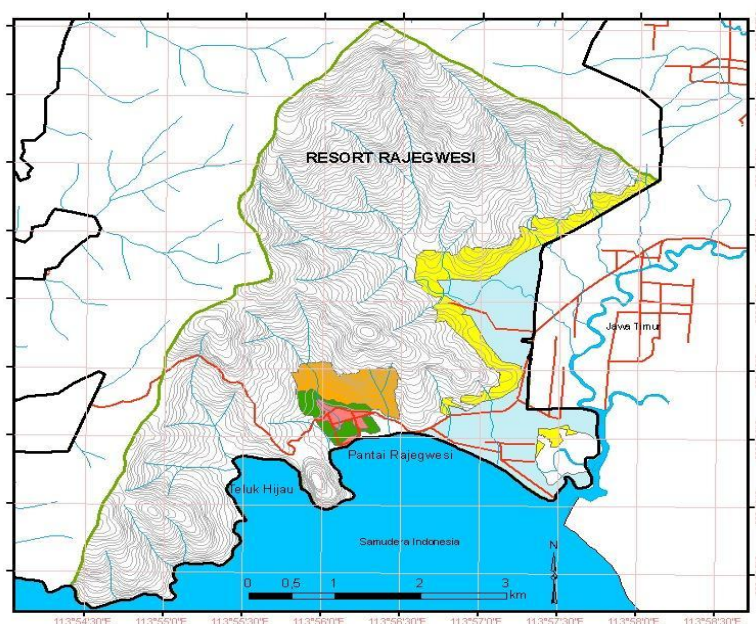 RESORT RAJEGWESI
Jawa Timur
Pantai Rajegwesi
Teluk Hijau
Samudera Indonesia
N
0 0,5 1 2 3
km
113°54'30"E 113°55'0"E 113°55'30"E 113°56'0"E 113°56'30"E 113°57'0"E 113°57'30"E 113°58'0"E 113°58'30"E